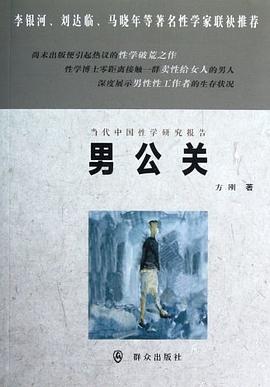 李银河、刘达临、马晓年等著名性学家联袂推荐
尚未出版便引起热议的性学破荒之作
性学博士零距离接触一群卖性给女人的男人
深度展示男性性工作者的生存状况
当代中国性学研究报告
男公关
方刚 著
群众出版社